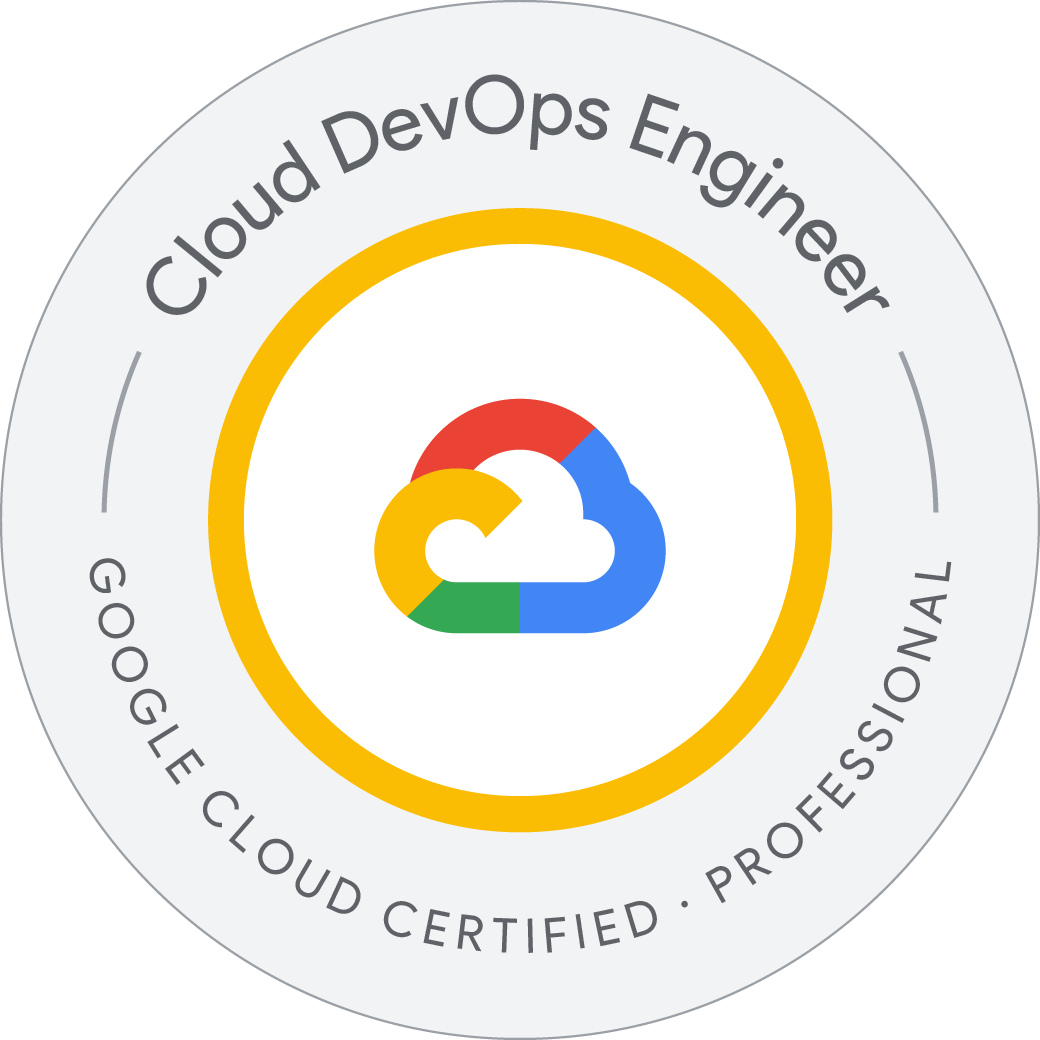 Cloud DevOps Engineer
GOOGLE CLOUD CERTIFIED · PROFESSIONAL